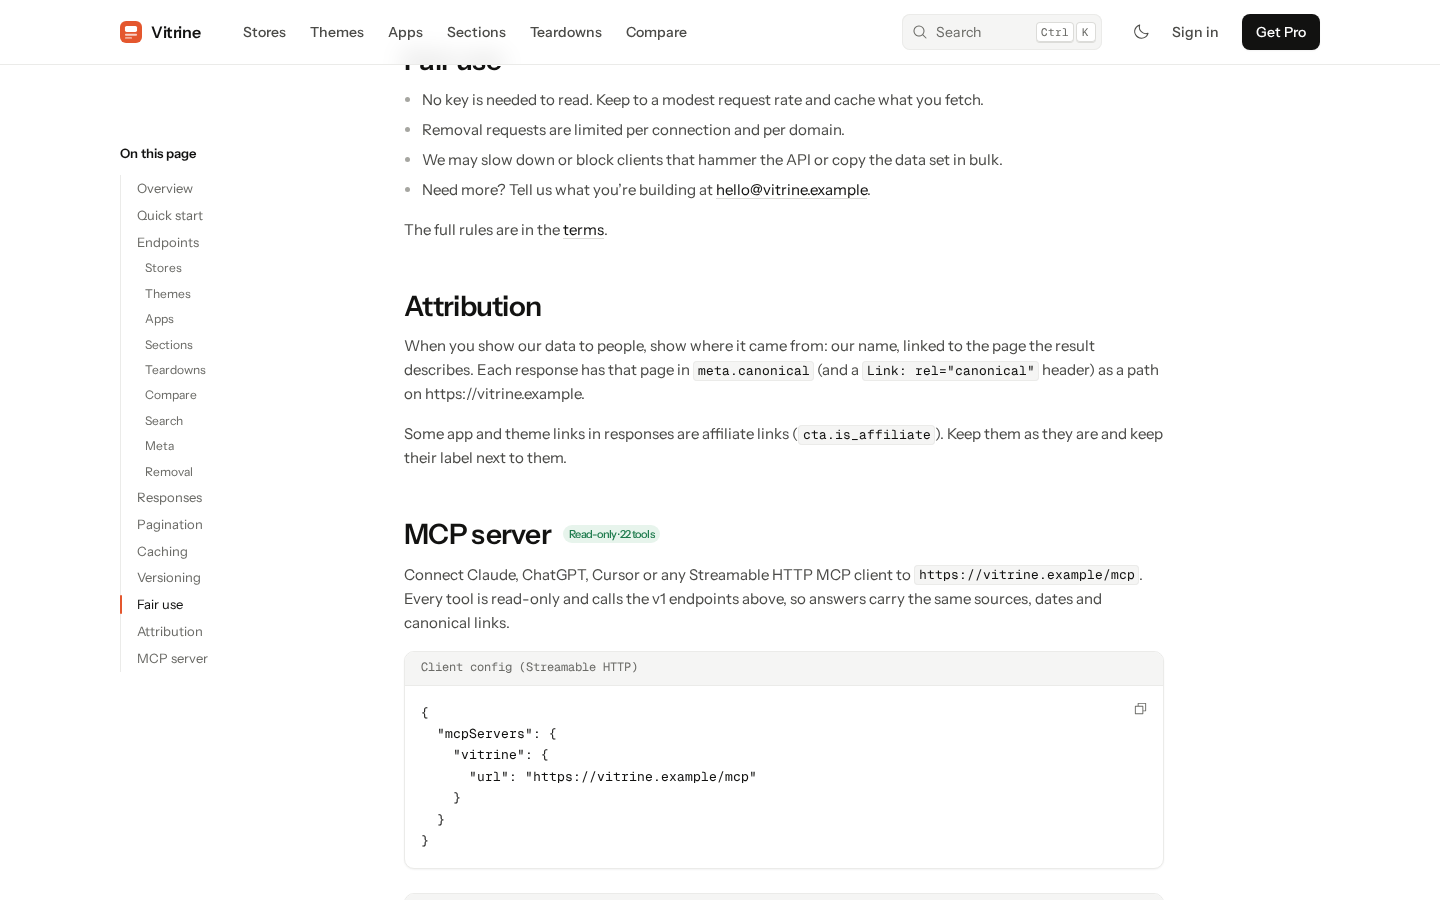 Vitrine
Stores
Themes
Apps
Sections
Teardowns
Compare
Search
Ctrl K
Sign in
Get Pro
On this page
Overview
Quick start
Endpoints
Stores
Themes
Apps
Sections
Teardowns
Compare
Search
Meta
Removal
Responses
Pagination
Caching
Versioning
Fair use
Attribution
MCP server
Fair use
No key is needed to read. Keep to a modest request rate and cache what you fetch.
Removal requests are limited per connection and per domain.
We may slow down or block clients that hammer the API or copy the data set in bulk.
Need more? Tell us what you’re building at hello@vitrine.example.
The full rules are in the terms.
Attribution
When you show our data to people, show where it came from: our name, linked to the page the result
describes. Each response has that page in meta.canonical (and a Link: rel="canonical" header) as a path
on https://vitrine.example.
Some app and theme links in responses are affiliate links (cta.is_affiliate). Keep them as they are and keep
their label next to them.
MCP server Read-only · 22 tools
Connect Claude, ChatGPT, Cursor or any Streamable HTTP MCP client to https://vitrine.example/mcp.
Every tool is read-only and calls the v1 endpoints above, so answers carry the same sources, dates and
canonical links.
Client config (Streamable HTTP)
{
  "mcpServers": {
    "vitrine": {
      "url": "https://vitrine.example/mcp"
    }
  }
}